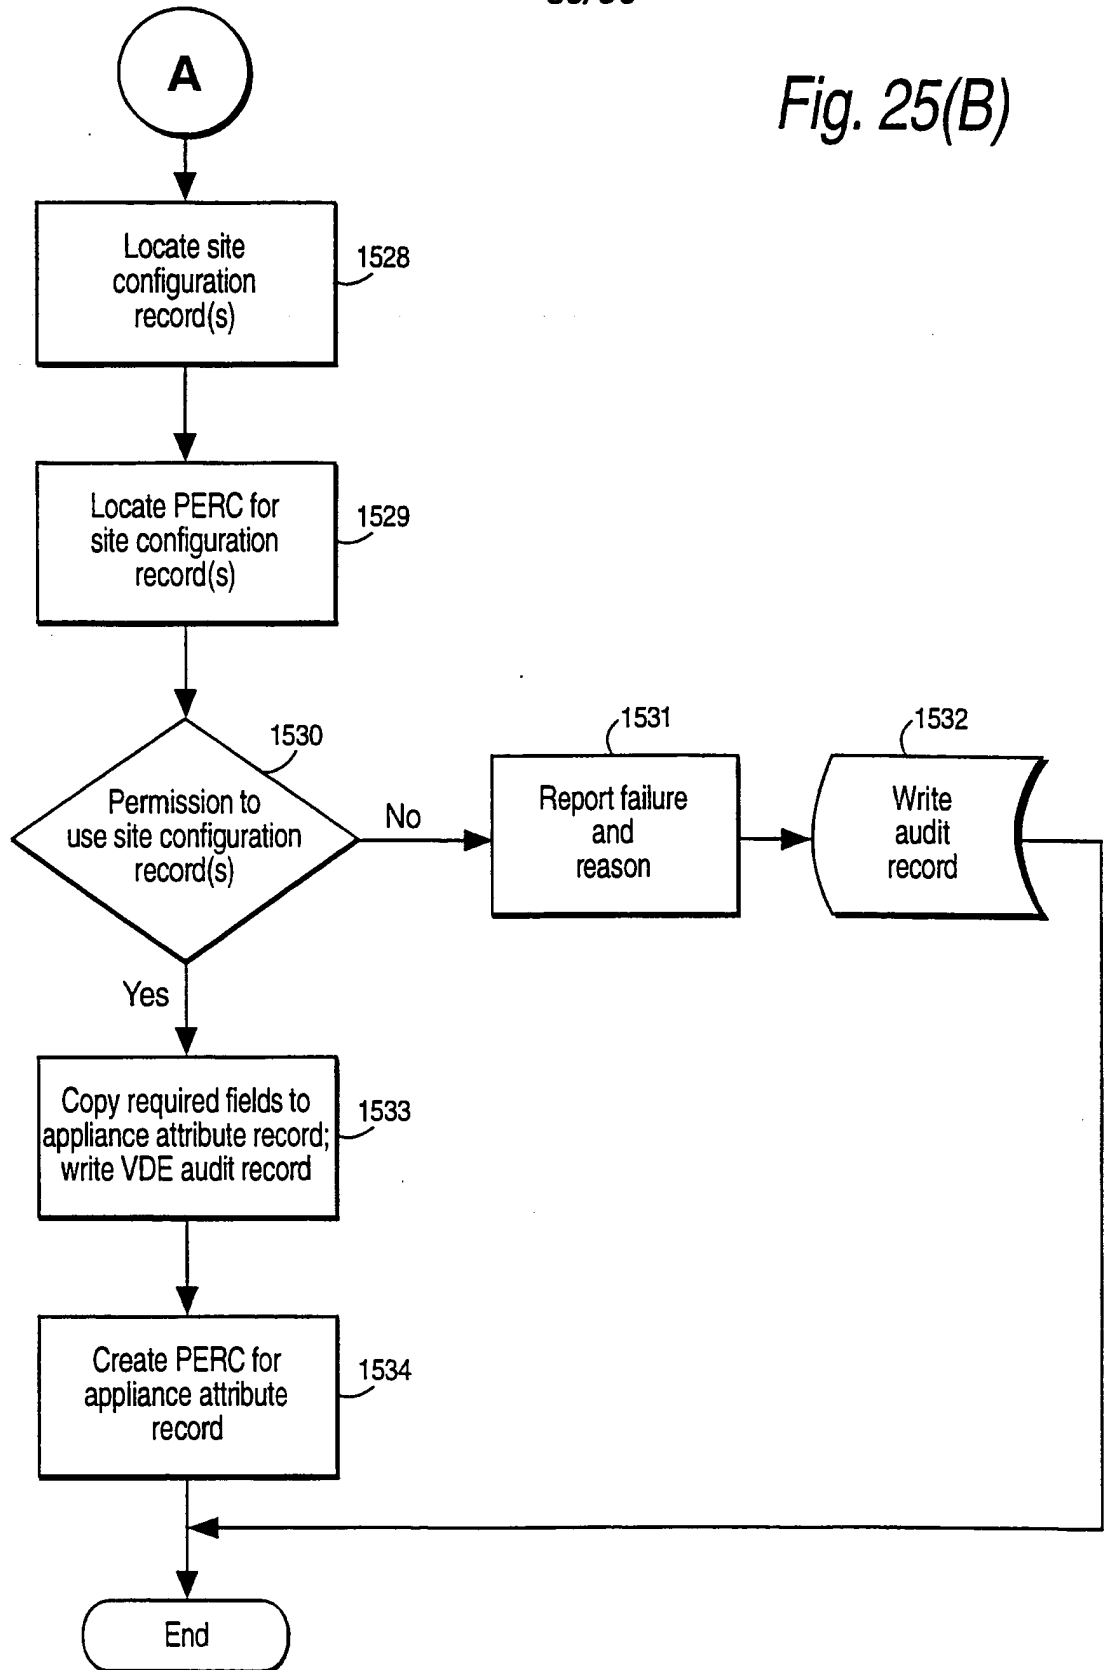 A
Fig. 25(B)
Locate site
configuration
record(s)
1528
Locate PERC for
site configuration
record(s)
1529
1530
Permission to
use site configuration
record(s)
No
1531
Report failure
and
reason
1532
Write
audit
record
Yes
Copy required fields to
appliance attribute record;
write VDE audit record
1533
Create PERC for
appliance attribute
record
1534
End